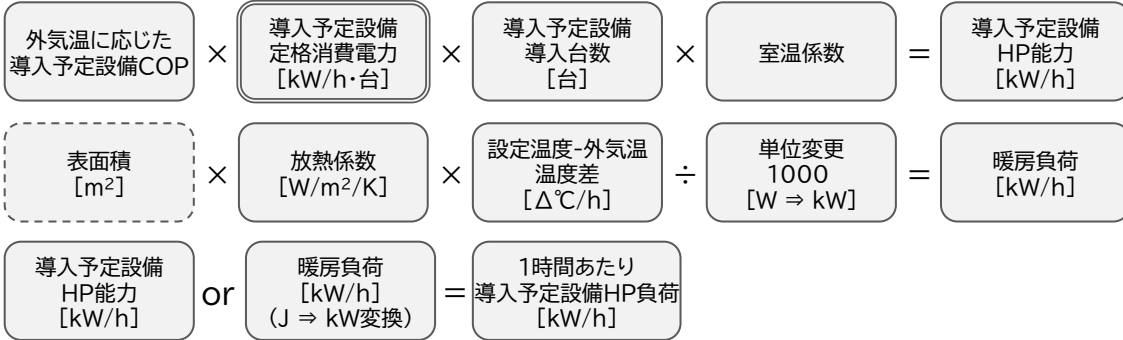 外気温に応じた
導入予定設備COP
×
導入予定設備
定格消費電力
[kW/h・台]
×
導入予定設備
導入台数
[台]
×
室温係数
=
導入予定設備
HP能力
[kW/h]
表面積
[m²]
×
放熱係数
[W/m²/K]
×
設定温度-外気温
温度差
[Δ℃/h]
÷
単位変更
1000
[W ⇒ kW]
=
暖房負荷
[kW/h]
導入予定設備
HP能力
[kW/h]
or
暖房負荷
[kW/h]
(J ⇒ kW変換)
=
1時間あたり
導入予定設備HP負荷
[kW/h]